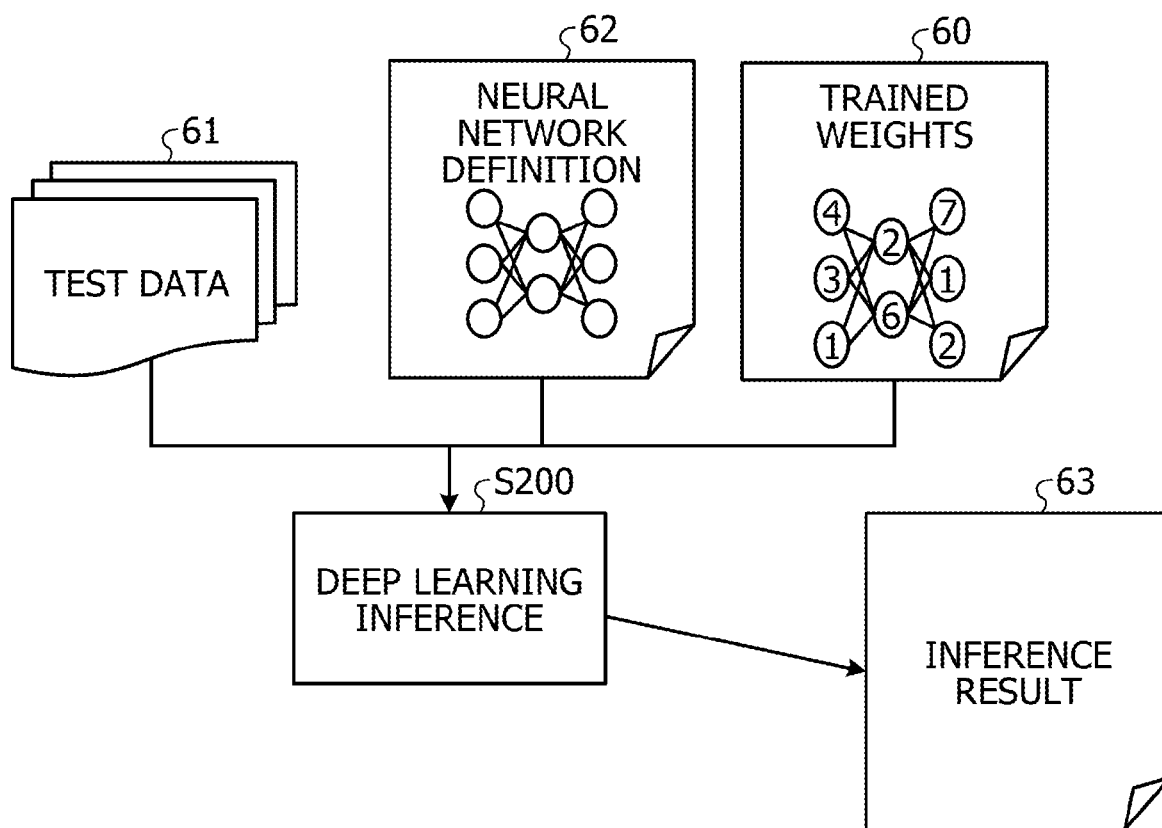 62
60
61
NEURAL
NETWORK
DEFINITION
TRAINED
WEIGHTS
TEST DATA
4
2
7
3
1
6
1
2
S200
63
DEEP LEARNING
INFERENCE
INFERENCE
RESULT